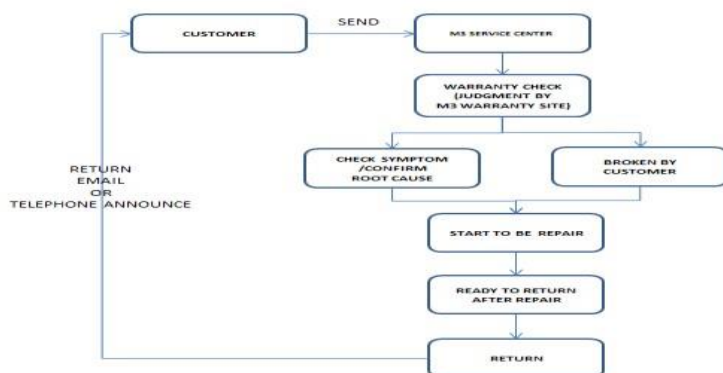 CUSTOMER
SEND
M3 SERVICE CENTER
WARRANTY CHECK
(JUDGMENT BY
M3 WARRANTY SITE)
CHECK SYMPTOM
/CONFIRM
ROOT CAUSE
BROKEN BY
CUSTOMER
RETURN
EMAIL
OR
TELEPHONE ANNOUNCE
START TO BE REPAIR
READY TO RETURN
AFTER REPAIR
RETURN